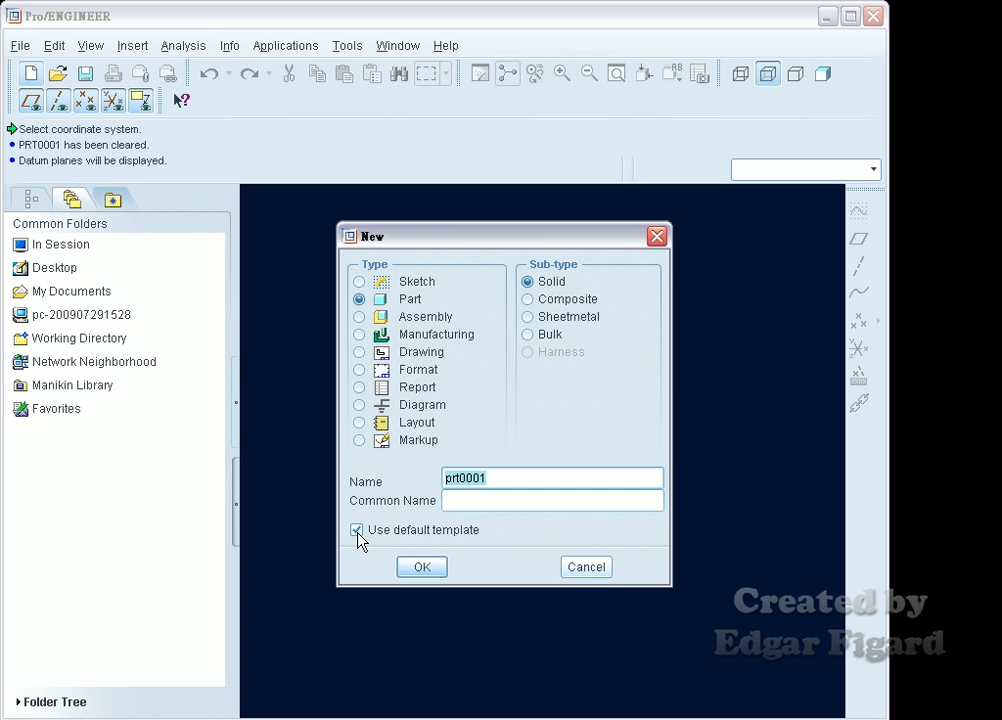 Pro/ENGINEER
File Edit View Insert Analysis Info Applications Tools Window Help
Select coordinate system.
PRT0001 has been cleared.
Datum planes will be displayed.
Common Folders
In Session
Desktop
My Documents
pc-200907291528
Working Directory
Network Neighborhood
Manikin Library
Favorites
Folder Tree
New
Type
Sketch
Part
Assembly
Manufacturing
Drawing
Format
Report
Diagram
Layout
Markup
Sub-type
Solid
Composite
Sheetmetal
Bulk
Harness
Name prt0001
Common Name
Use default template
OK Cancel
Created by
Edgar Figard